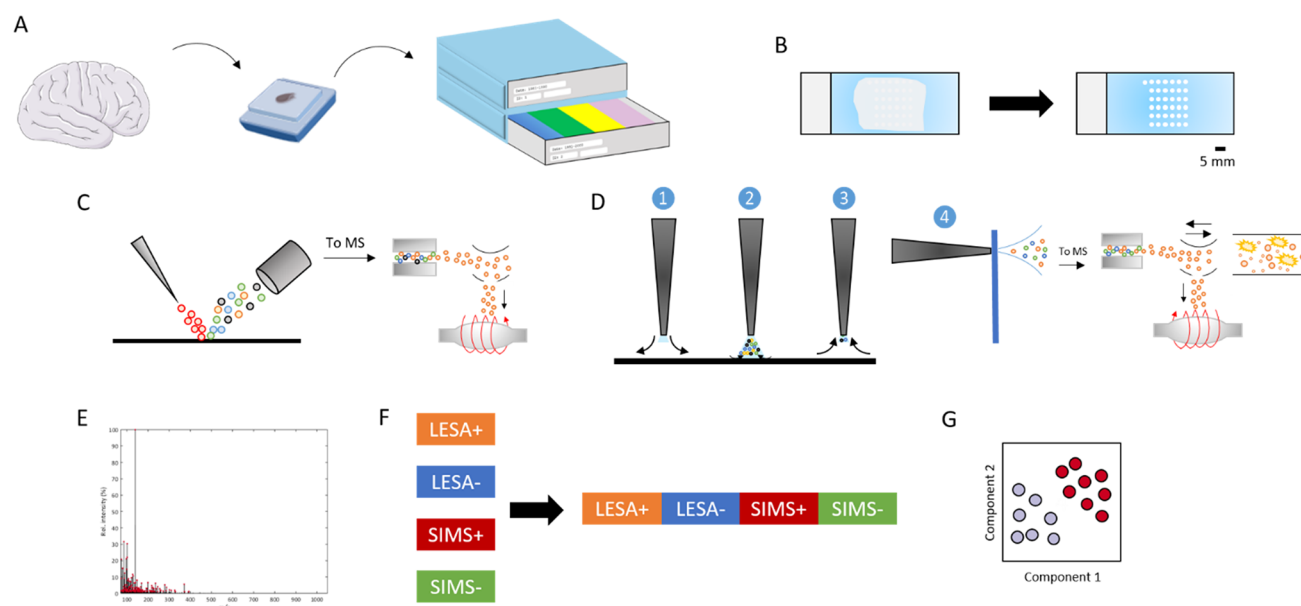 A
B
5 mm
C
To MS
D
1
2
3
4
To MS
E
Rel. intensity (%)
100
90
80
70
60
50
40
30
20
10
0
100 200 300 400 500 600 700 800 900 1000
F
LESA+
LESA-
SIMS+
SIMS-
LESA+ LESA- SIMS+ SIMS-
G
Component 2
Component 1